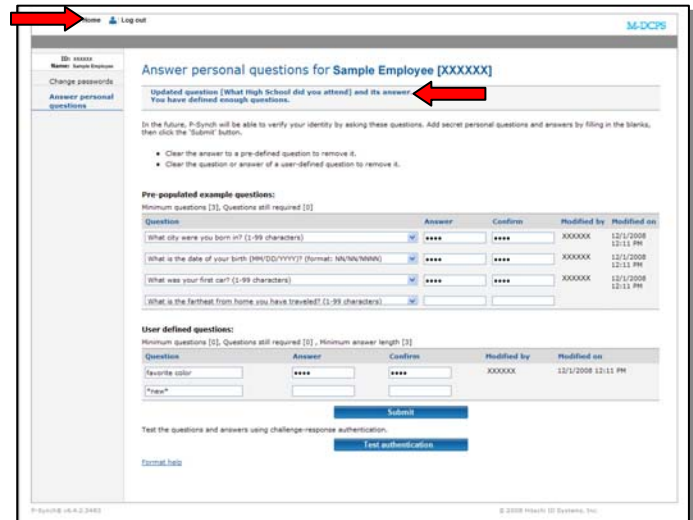 Home Log out
M-DCPS
ID: xxxxxx
Name: Sample Employee
Change passwords
Answer personal questions
Answer personal questions for Sample Employee [XXXXXX]
Updated question [What High School did you attend] and its answer.
You have defined enough questions.
In the future, P-Synch will be able to verify your identity by asking these questions. Add secret personal questions and answers by filling in the blanks,
then click the 'Submit' button.
• Clear the answer to a pre-defined question to remove it.
• Clear the question or answer of a user-defined question to remove it.
Pre-populated example questions:
Minimum questions [3], Questions still required [0]
Question Answer Confirm Modified by Modified on
What city were you born in? (1-99 characters) •••• •••• XXXXXX 12/1/2008 12:11 PM
What is the date of your birth (MM/DD/YYYY)? (format: NN/NN/NNNN) •••• •••• XXXXXX 12/1/2008 12:11 PM
What was your first car? (1-99 characters) •••• •••• XXXXXX 12/1/2008 12:11 PM
What is the farthest from home you have traveled? (1-99 characters)
User defined questions:
Minimum questions [0], Questions still required [0] , Minimum answer length [3]
Question Answer Confirm Modified by Modified on
favorite color •••• •••• XXXXXX 12/1/2008 12:11 PM
*new*
Submit
Test the questions and answers using challenge-response authentication.
Test authentication
Format help
P-Synch® v6.4.2.3483
© 2008 Hitachi ID Systems, Inc.